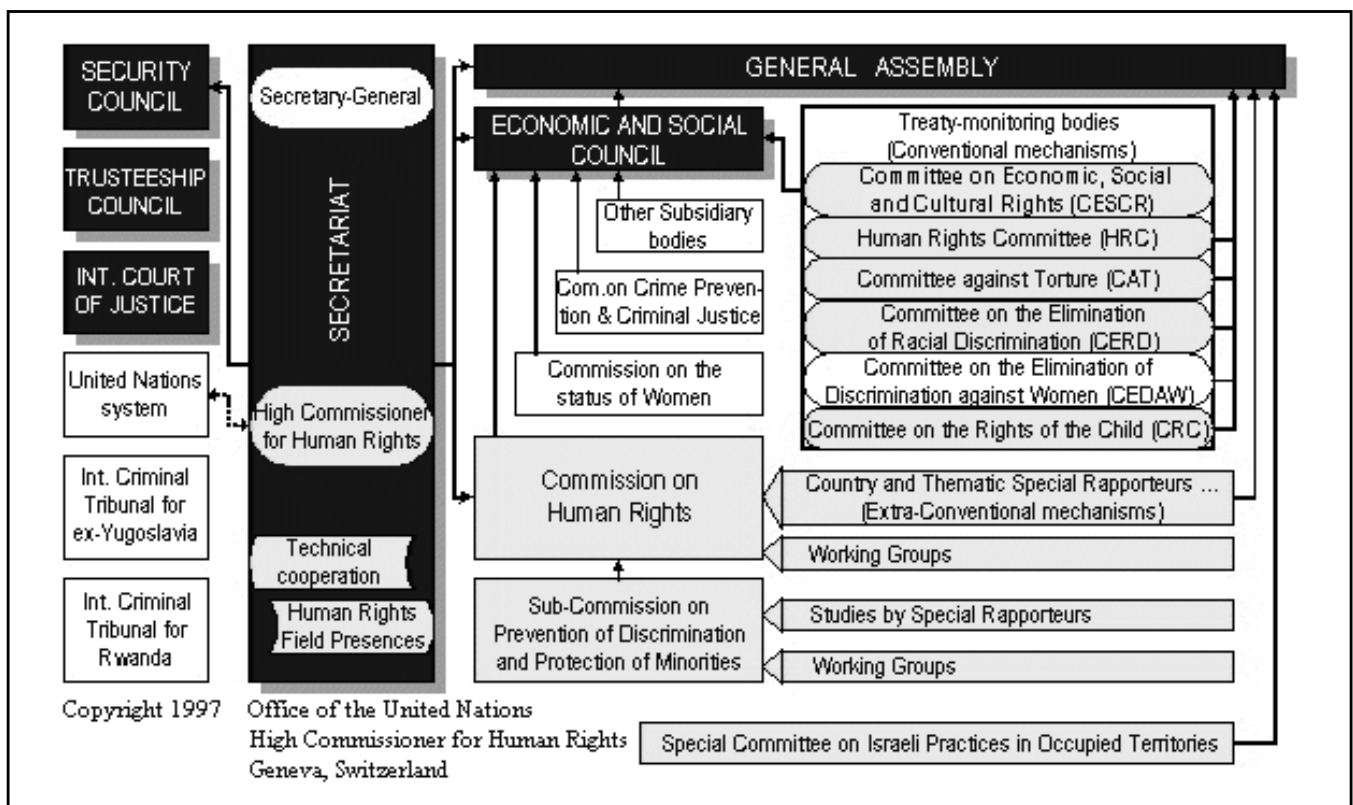 SECURITY
COUNCIL
TRUSTEESHIP
COUNCIL
INT. COURT
OF JUSTICE
United Nations
system
Int. Criminal
Tribunal for
ex-Yugoslavia
Int. Criminal
Tribunal for
Rwanda
Secretary-General
SECRETARIAT
High Commissioner
for Human Rights
Technical
cooperation
Human Rights
Field Presences
GENERAL ASSEMBLY
ECONOMIC AND SOCIAL
COUNCIL
Other Subsidiary
bodies
Com.on Crime Preven-
tion & Criminal Justice
Commission on the
status of Women
Commission on
Human Rights
Sub-Commission on
Prevention of Discrimination
and Protection of Minorities
Treaty-monitoring bodies
(Conventional mechanisms)
Committee on Economic, Social
and Cultural Rights (CESCR)
Human Rights Committee (HRC)
Committee against Torture (CAT)
Committee on the Elimination
of Racial Discrimination (CERD)
Committee on the Elimination of
Discrimination against Women (CEDAW)
Committee on the Rights of the Child (CRC)
Country and Thematic Special Rapporteurs ...
(Extra-Conventional mechanisms)
Working Groups
Studies by Special Rapporteurs
Working Groups
Special Committee on Israeli Practices in Occupied Territories
Copyright 1997 Office of the United Nations
High Commissioner for Human Rights
Geneva, Switzerland